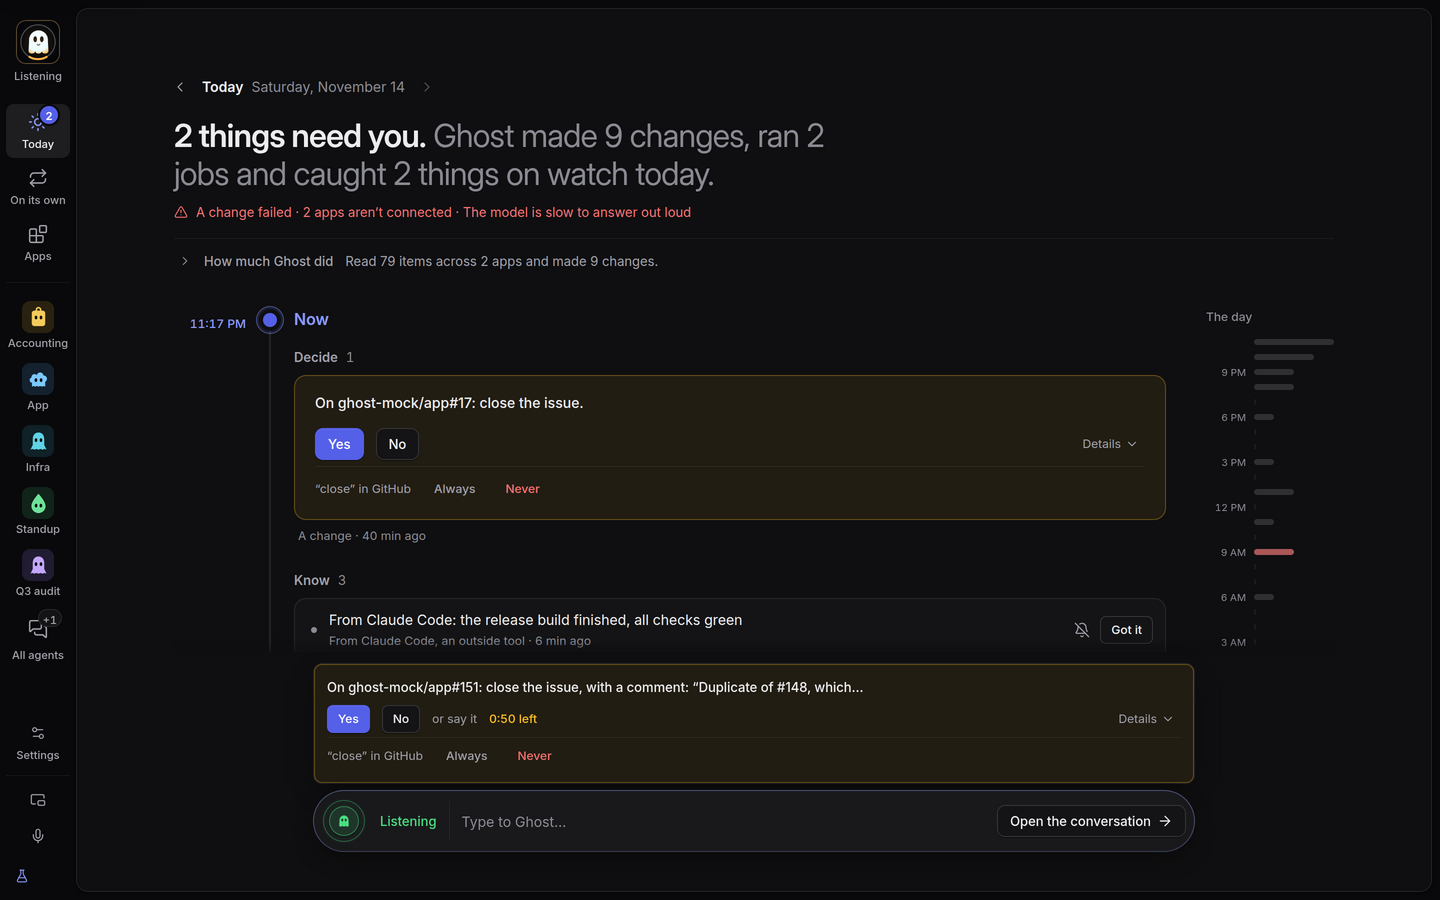 Listening
2
Today
On its own
Apps
Accounting
App
Infra
Standup
Q3 audit
+1
All agents
Settings
Today Saturday, November 14
2 things need you. Ghost made 9 changes, ran 2
jobs and caught 2 things on watch today.
A change failed · 2 apps aren’t connected · The model is slow to answer out loud
How much Ghost did Read 79 items across 2 apps and made 9 changes.
11:17 PM Now
Decide 1
On ghost-mock/app#17: close the issue.
Yes No Details
“close” in GitHub Always Never
A change · 40 min ago
Know 3
From Claude Code: the release build finished, all checks green
From Claude Code, an outside tool · 6 min ago
Got it
The day
9 PM
6 PM
3 PM
12 PM
9 AM
6 AM
3 AM
On ghost-mock/app#151: close the issue, with a comment: “Duplicate of #148, which…
Yes No or say it 0:50 left Details
“close” in GitHub Always Never
Listening Type to Ghost… Open the conversation